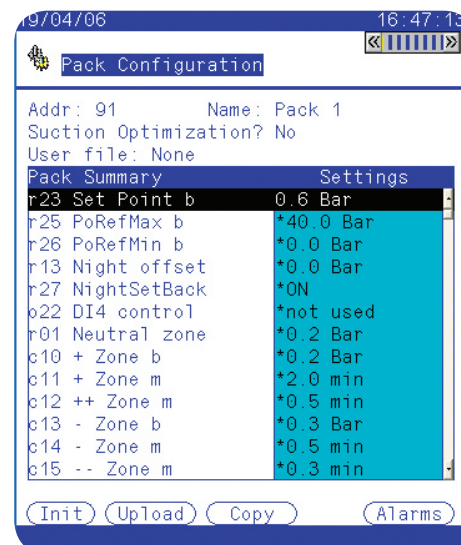 19/04/06 16:47:13
Pack Configuration
Addr: 91 Name: Pack 1
Suction Optimization? No
User file: None
Pack Summary Settings
r23 Set Point b 0.6 Bar
r25 PoRefMax b *40.0 Bar
r26 PoRefMin b *0.0 Bar
r13 Night offset *0.0 Bar
r27 NightSetBack *ON
o22 DI4 control *not used
r01 Neutral zone *0.2 Bar
c10 + Zone b *0.2 Bar
c11 + Zone m *2.0 min
c12 ++ Zone m *0.5 min
c13 - Zone b *0.3 Bar
c14 - Zone m *0.5 min
c15 -- Zone m *0.3 min
Init Upload Copy Alarms